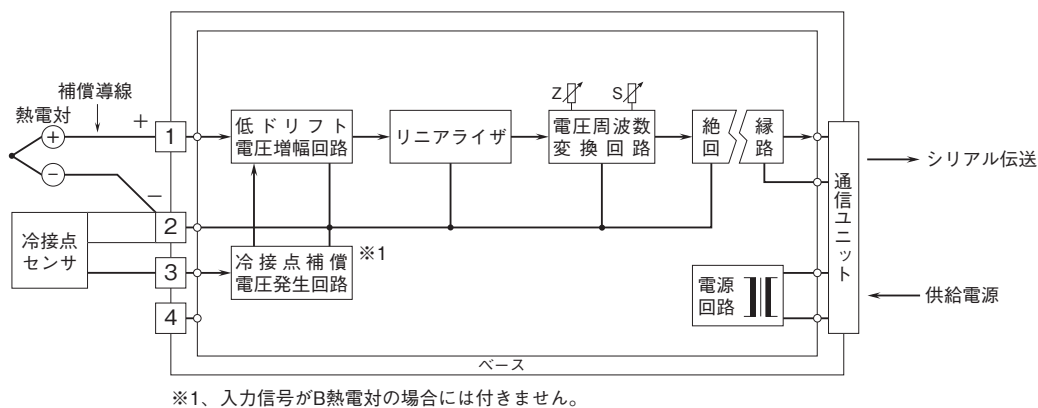 補償導線
熱電対
＋
－
＋
－
1
2
3
4
冷接点
センサ
低ドリフト
電圧増幅回路
リニアライザ
Z
S
電圧周波数
変換回路
絶縁
回路
冷接点補償
電圧発生回路
※1
電源
回路
通信ユニット
シリアル伝送
供給電源
ベース
※1、入力信号がB熱電対の場合には付きません。